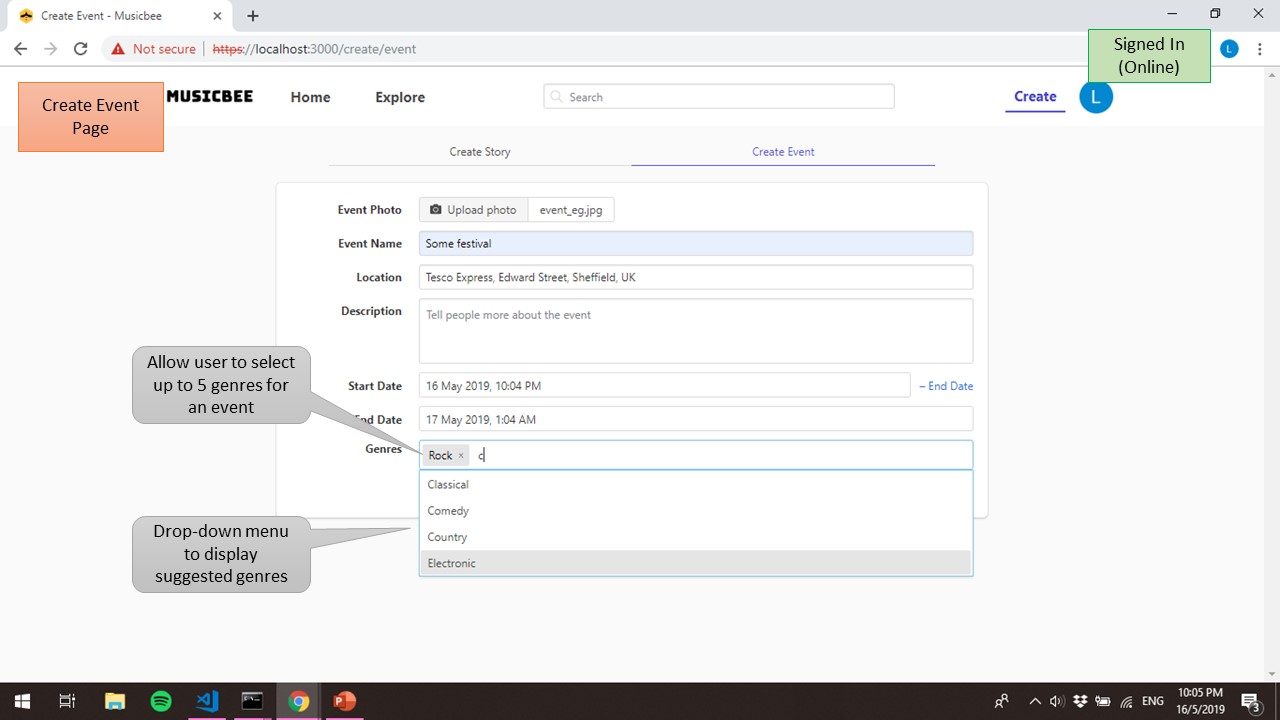 Create Event - Musicbee
Not secure
https://localhost:3000/create/event
L
Signed In
(Online)
Create Event
Page
MUSICBEE
Home
Explore
Search
Create
L
Create Story
Create Event
Event Photo
Upload photo
event_eg.jpg
Event Name
Some festival
Location
Tesco Express, Edward Street, Sheffield, UK
Description
Tell people more about the event
Allow user to select
up to 5 genres for
an event
Start Date
16 May 2019, 10:04 PM
– End Date
End Date
17 May 2019, 1:04 AM
Genres
Rock ×
c
Classical
Comedy
Country
Electronic
Drop-down menu
to display
suggested genres
ENG
10:05 PM
16/5/2019
3